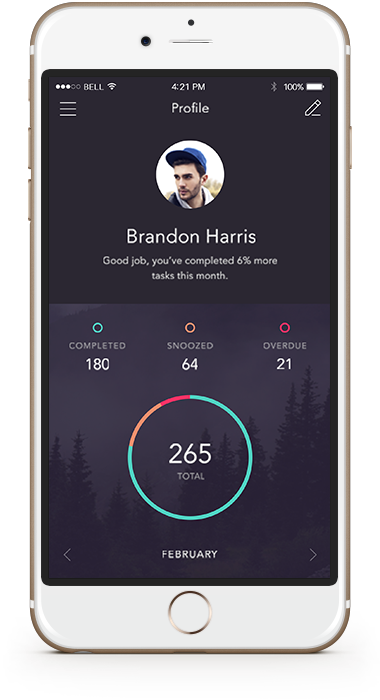 BELL 4:21 PM 100%
Profile
Brandon Harris
Good job, you've completed 6% more
tasks this month.
COMPLETED SNOOZED OVERDUE
180 64 21
265
TOTAL
FEBRUARY